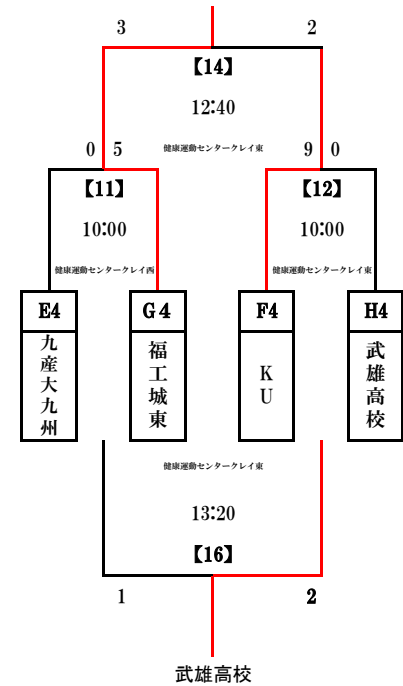 3 2
【14】
12:40
0 5 健康運動センタークレイ東 9 0
【11】 【12】
10:00 10:00
健康運動センタークレイ西 健康運動センタークレイ東
E4 G4 F4 H4
九産大九州 福工城東 KU 武雄高校
健康運動センタークレイ東
13:20
【16】
1 2
武雄高校